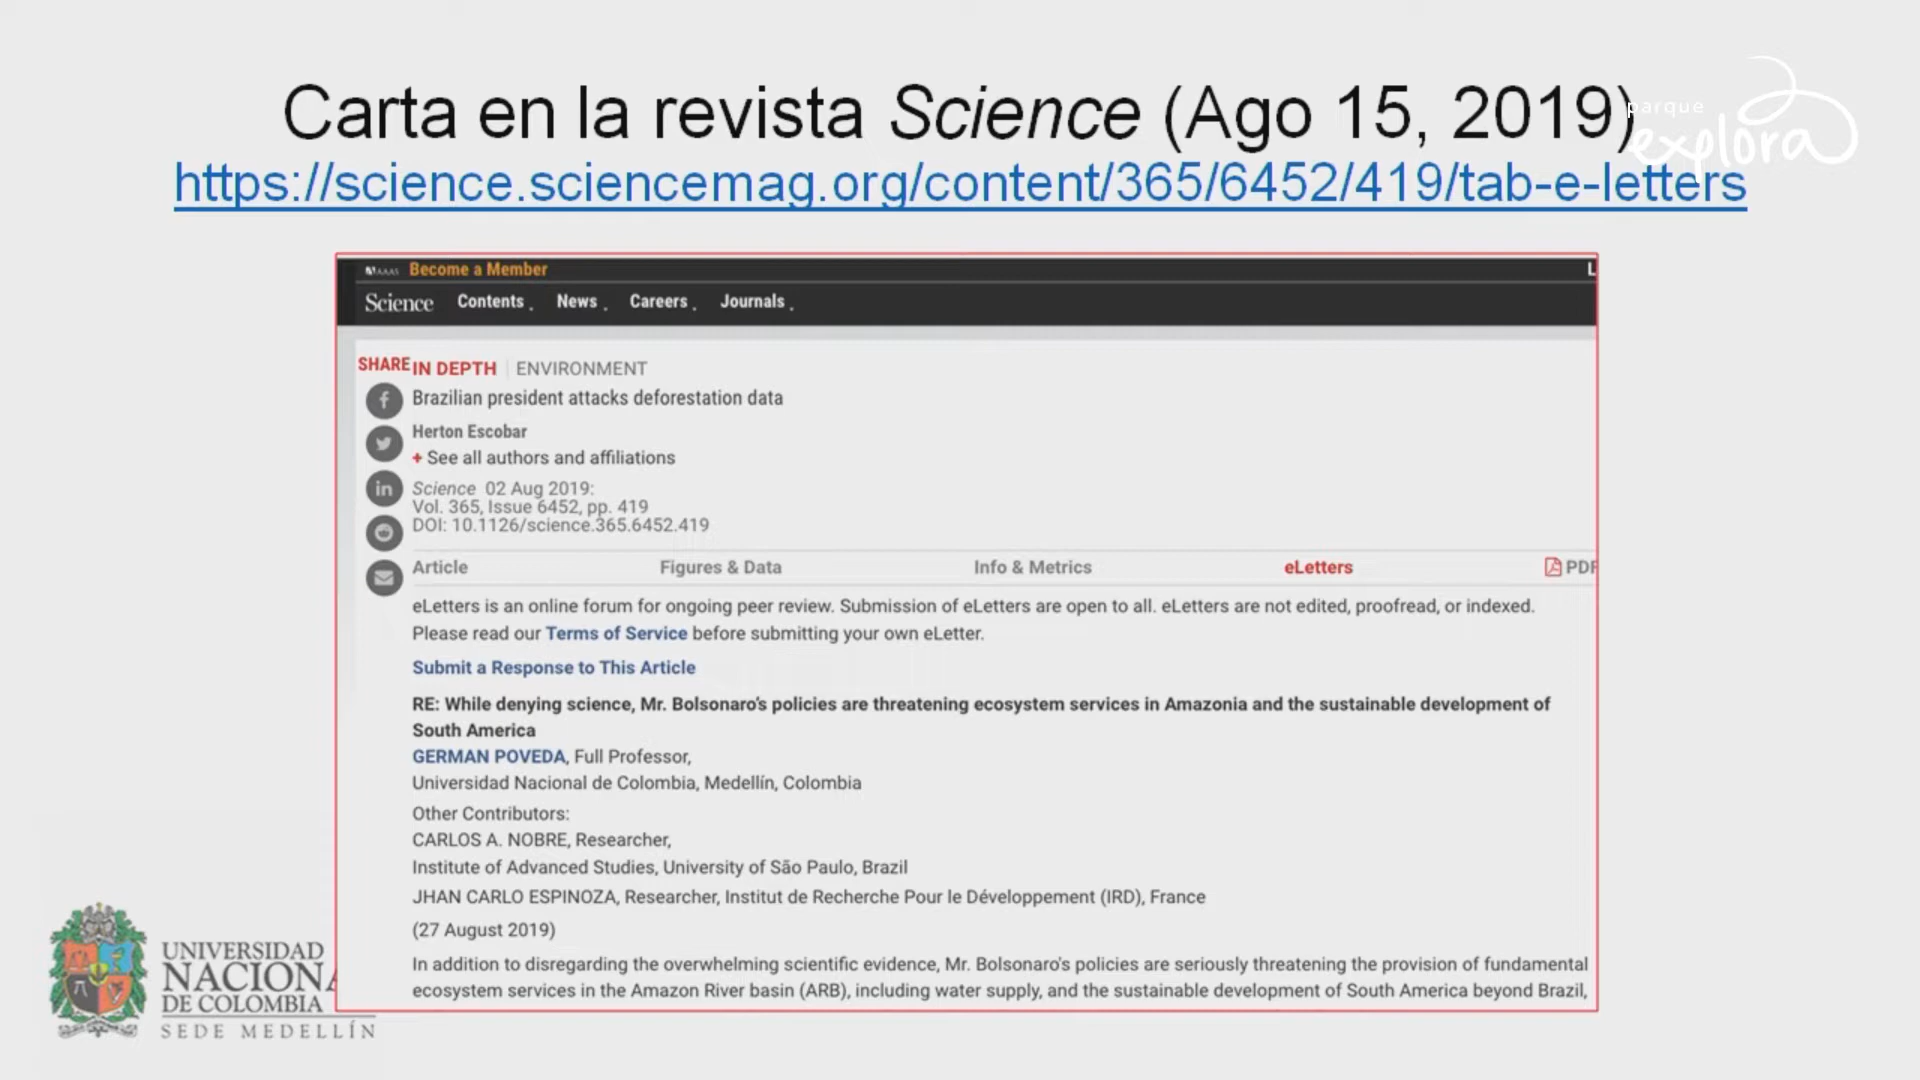 Carta en la revista Science (Ago 15, 2019)
parque
explora
https://science.sciencemag.org/content/365/6452/419/tab-e-letters
AAAS Become a Member
Science Contents News Careers Journals
SHARE
IN DEPTH | ENVIRONMENT
Brazilian president attacks deforestation data
Herton Escobar
+ See all authors and affiliations
Science 02 Aug 2019:
Vol. 365, Issue 6452, pp. 419
DOI: 10.1126/science.365.6452.419
Article Figures & Data Info & Metrics eLetters PDF
eLetters is an online forum for ongoing peer review. Submission of eLetters are open to all. eLetters are not edited, proofread, or indexed.
Please read our Terms of Service before submitting your own eLetter.
Submit a Response to This Article
RE: While denying science, Mr. Bolsonaro's policies are threatening ecosystem services in Amazonia and the sustainable development of
South America
GERMAN POVEDA, Full Professor,
Universidad Nacional de Colombia, Medellín, Colombia
Other Contributors:
CARLOS A. NOBRE, Researcher,
Institute of Advanced Studies, University of São Paulo, Brazil
JHAN CARLO ESPINOZA, Researcher, Institut de Recherche Pour le Développement (IRD), France
(27 August 2019)
In addition to disregarding the overwhelming scientific evidence, Mr. Bolsonaro's policies are seriously threatening the provision of fundamental
ecosystem services in the Amazon River basin (ARB), including water supply, and the sustainable development of South America beyond Brazil,
UNIVERSIDAD
NACIONA
DE COLOMBIA
SEDE MEDELLÍN